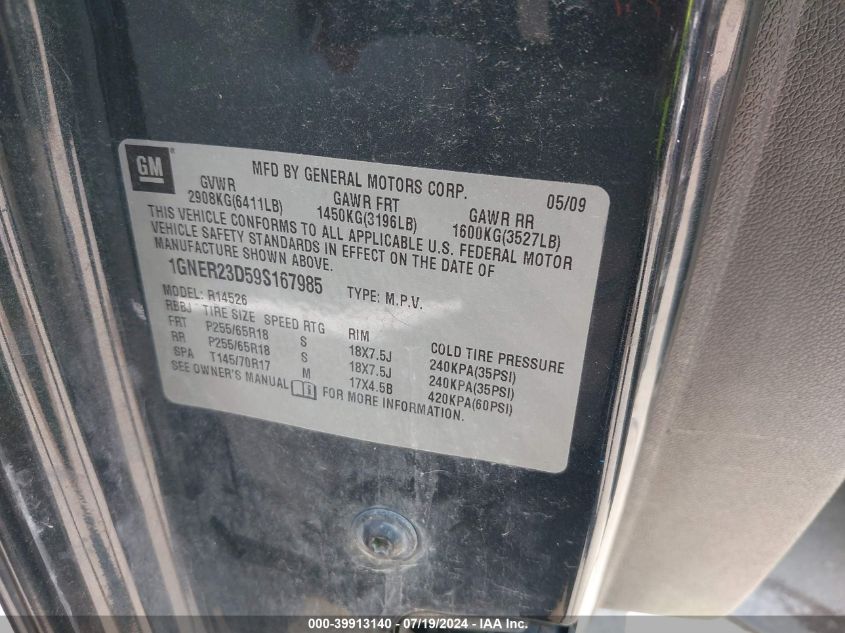 GM
MFD BY GENERAL MOTORS CORP. 05/09
GVWR GAWR FRT GAWR RR
2908KG(6411LB) 1450KG(3196LB) 1600KG(3527LB)
THIS VEHICLE CONFORMS TO ALL APPLICABLE U.S. FEDERAL MOTOR
VEHICLE SAFETY STANDARDS IN EFFECT ON THE DATE OF
MANUFACTURE SHOWN ABOVE.
1GNER23D59S167985 TYPE: M.P.V.
MODEL: R14526
RBBJ TIRE SIZE SPEED RTG RIM COLD TIRE PRESSURE
FRT P255/65R18 S 18X7.5J 240KPA(35PSI)
RR P255/65R18 S 18X7.5J 240KPA(35PSI)
SPA T145/70R17 M 17X4.5B 420KPA(60PSI)
SEE OWNER'S MANUAL FOR MORE INFORMATION.
000-39913140 - 07/19/2024 - IAA Inc.